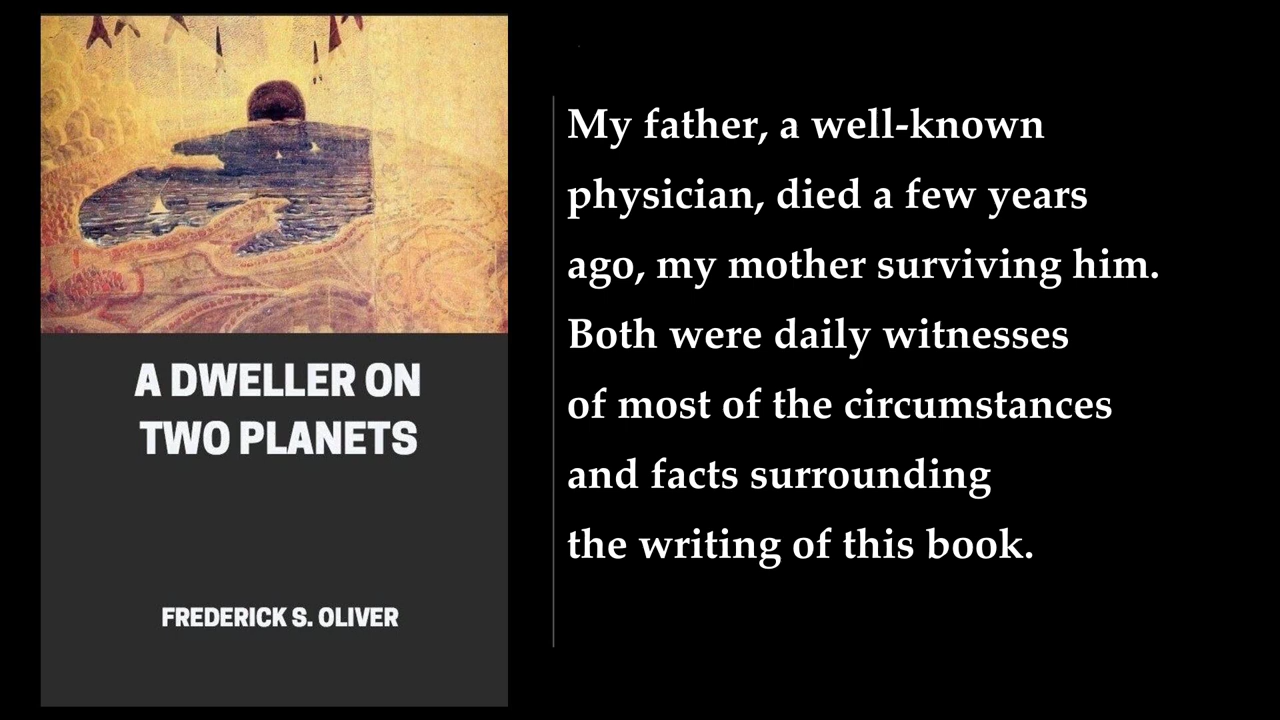 A DWELLER ON
TWO PLANETS
FREDERICK S. OLIVER
My father, a well-known
physician, died a few years
ago, my mother surviving him.
Both were daily witnesses
of most of the circumstances
and facts surrounding
the writing of this book.